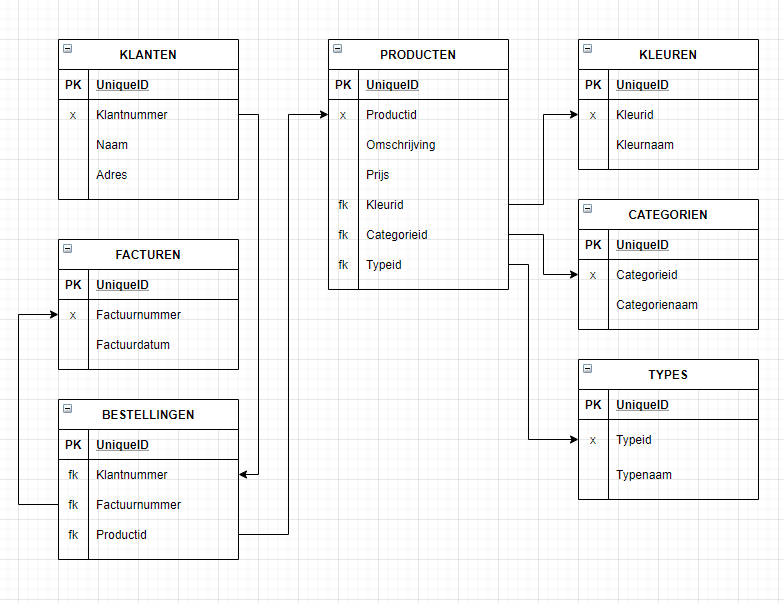 KLANTEN
PK UniqueID
x Klantnummer
Naam
Adres
FACTUREN
PK UniqueID
x Factuurnummer
Factuurdatum
BESTELLINGEN
PK UniqueID
fk Klantnummer
fk Factuurnummer
fk Productid
PRODUCTEN
PK UniqueID
x Productid
Omschrijving
Prijs
fk Kleurid
fk Categorieid
fk Typeid
KLEUREN
PK UniqueID
x Kleurid
Kleurnaam
CATEGORIEN
PK UniqueID
x Categorieid
Categorienaam
TYPES
PK UniqueID
x Typeid
Typenaam